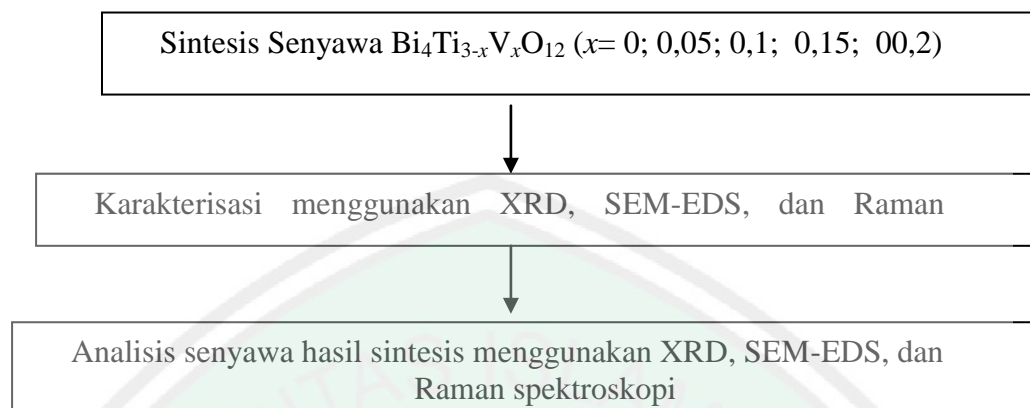 Sintesis Senyawa Bi₄Ti₃₋ₓVₓO₁₂ (x= 0; 0,05; 0,1; 0,15; 00,2)
Karakterisasi menggunakan XRD, SEM-EDS, dan Raman
Analisis senyawa hasil sintesis menggunakan XRD, SEM-EDS, dan
Raman spektroskopi